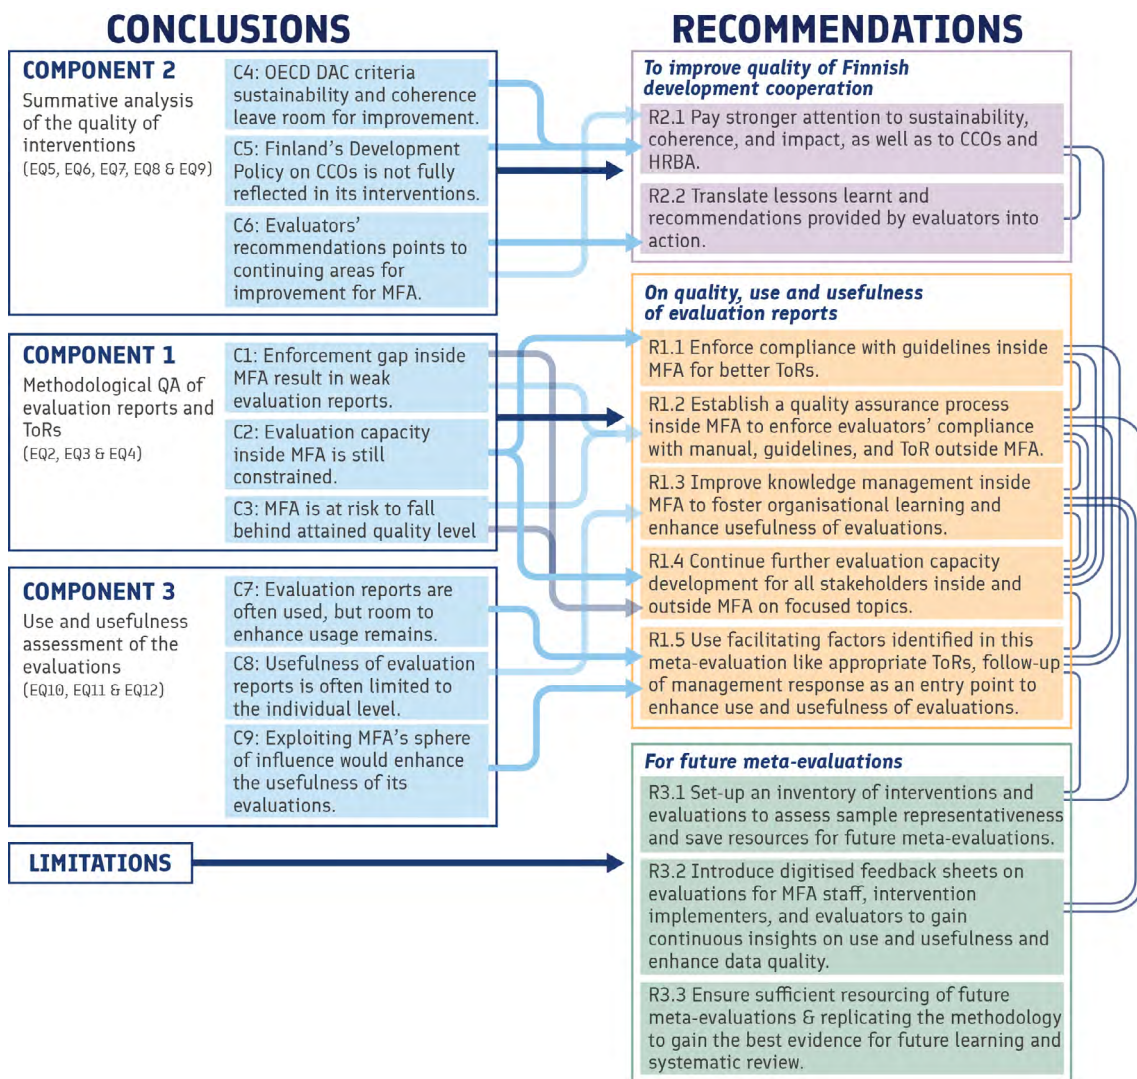 CONCLUSIONS
COMPONENT 2
Summative analysis
of the quality of
interventions
(EQ5, EQ6, EQ7, EQ8 & EQ9)
C4: OECD DAC criteria
sustainability and coherence
leave room for improvement.
C5: Finland's Development
Policy on CCOs is not fully
reflected in its interventions.
C6: Evaluators'
recommendations points to
continuing areas for
improvement for MFA.
COMPONENT 1
Methodological QA of
evaluation reports and
ToRs
(EQ2, EQ3 & EQ4)
C1: Enforcement gap inside
MFA result in weak
evaluation reports.
C2: Evaluation capacity
inside MFA is still
constrained.
C3: MFA is at risk to fall
behind attained quality level
COMPONENT 3
Use and usefulness
assessment of the
evaluations
(EQ10, EQ11 & EQ12)
C7: Evaluation reports are
often used, but room to
enhance usage remains.
C8: Usefulness of evaluation
reports is often limited to
the individual level.
C9: Exploiting MFA's sphere
of influence would enhance
the usefulness of its
evaluations.
LIMITATIONS
RECOMMENDATIONS
To improve quality of Finnish
development cooperation
R2.1 Pay stronger attention to sustainability,
coherence, and impact, as well as to CCOs and
HRBA.
R2.2 Translate lessons learnt and
recommendations provided by evaluators into
action.
On quality, use and usefulness
of evaluation reports
R1.1 Enforce compliance with guidelines inside
MFA for better ToRs.
R1.2 Establish a quality assurance process
inside MFA to enforce evaluators' compliance
with manual, guidelines, and ToR outside MFA.
R1.3 Improve knowledge management inside
MFA to foster organisational learning and
enhance usefulness of evaluations.
R1.4 Continue further evaluation capacity
development for all stakeholders inside and
outside MFA on focused topics.
R1.5 Use facilitating factors identified in this
meta-evaluation like appropriate ToRs, follow-up
of management response as an entry point to
enhance use and usefulness of evaluations.
For future meta-evaluations
R3.1 Set-up an inventory of interventions and
evaluations to assess sample representativeness
and save resources for future meta-evaluations.
R3.2 Introduce digitised feedback sheets on
evaluations for MFA staff, intervention
implementers, and evaluators to gain
continuous insights on use and usefulness and
enhance data quality.
R3.3 Ensure sufficient resourcing of future
meta-evaluations & replicating the methodology
to gain the best evidence for future learning and
systematic review.